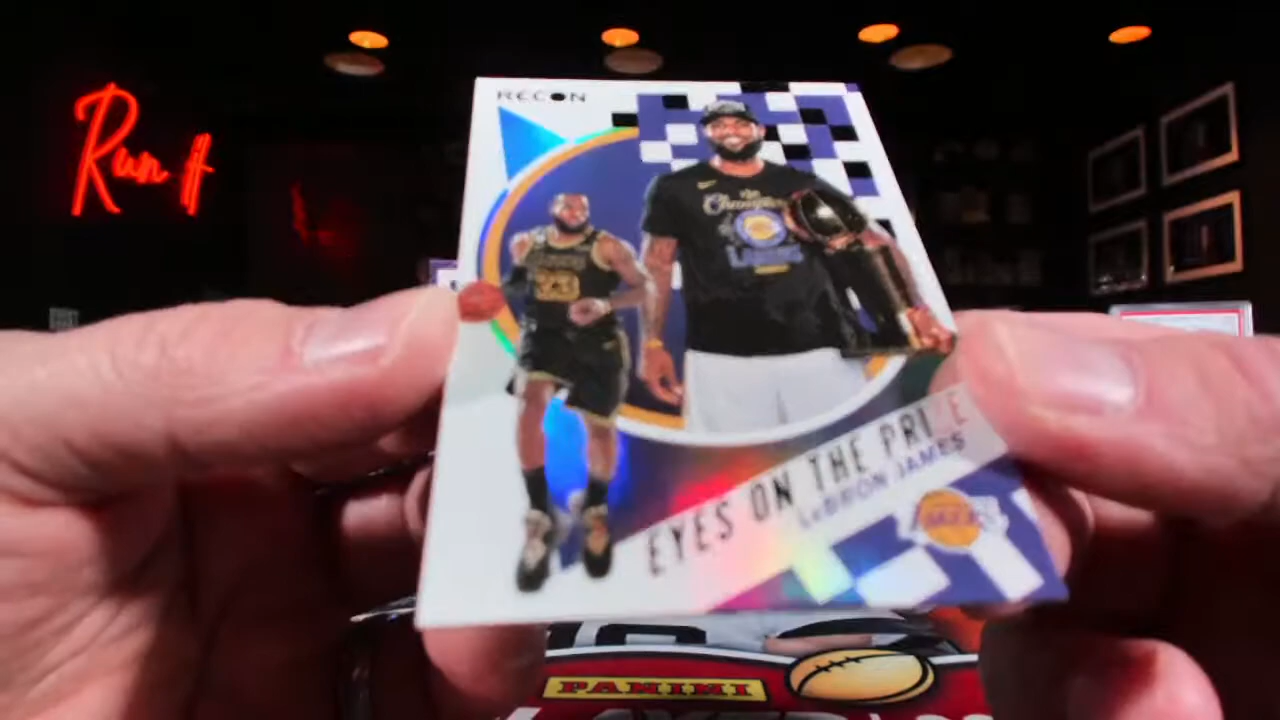 Run it
RECON
Champions
LAKERS
23
EYES ON THE PRIZE
LeBRON JAMES
LAKERS
PANINI